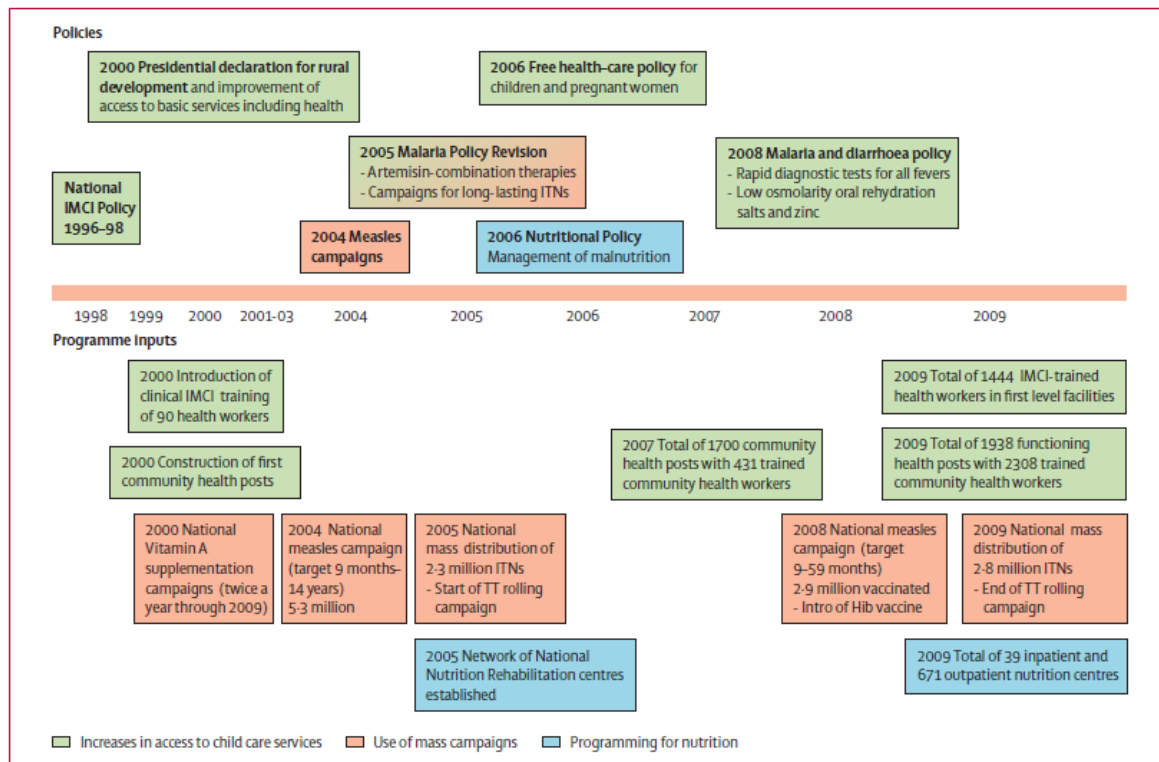 Policies
2000 Presidential declaration for rural
development and improvement of
access to basic services including health
2006 Free health-care policy for
children and pregnant women
2005 Malaria Policy Revision
- Artemisin-combination therapies
- Campaigns for long-lasting ITNs
2008 Malaria and diarrhoea policy
- Rapid diagnostic tests for all fevers
- Low osmolarity oral rehydration
salts and zinc
National
IMCI Policy
1996–98
2004 Measles
campaigns
2006 Nutritional Policy
Management of malnutrition
1998 1999 2000 2001-03 2004 2005 2006 2007 2008 2009
Programme Inputs
2000 Introduction of
clinical IMCI training
of 90 health workers
2009 Total of 1444 IMCI-trained
health workers in first level facilities
2000 Construction of first
community health posts
2007 Total of 1700 community
health posts with 431 trained
community health workers
2009 Total of 1938 functioning
health posts with 2308 trained
community health workers
2000 National
Vitamin A
supplementation
campaigns (twice a
year through 2009)
2004 National
measles campaign
(target 9 months–
14 years)
5·3 million
2005 National
mass distribution of
2·3 million ITNs
- Start of TT rolling
campaign
2008 National measles
campaign (target
9–59 months)
2·9 million vaccinated
- Intro of Hib vaccine
2009 National mass
distribution of
2·8 million ITNs
- End of TT rolling
campaign
2005 Network of National
Nutrition Rehabilitation centres
established
2009 Total of 39 inpatient and
671 outpatient nutrition centres
Increases in access to child care services Use of mass campaigns Programming for nutrition